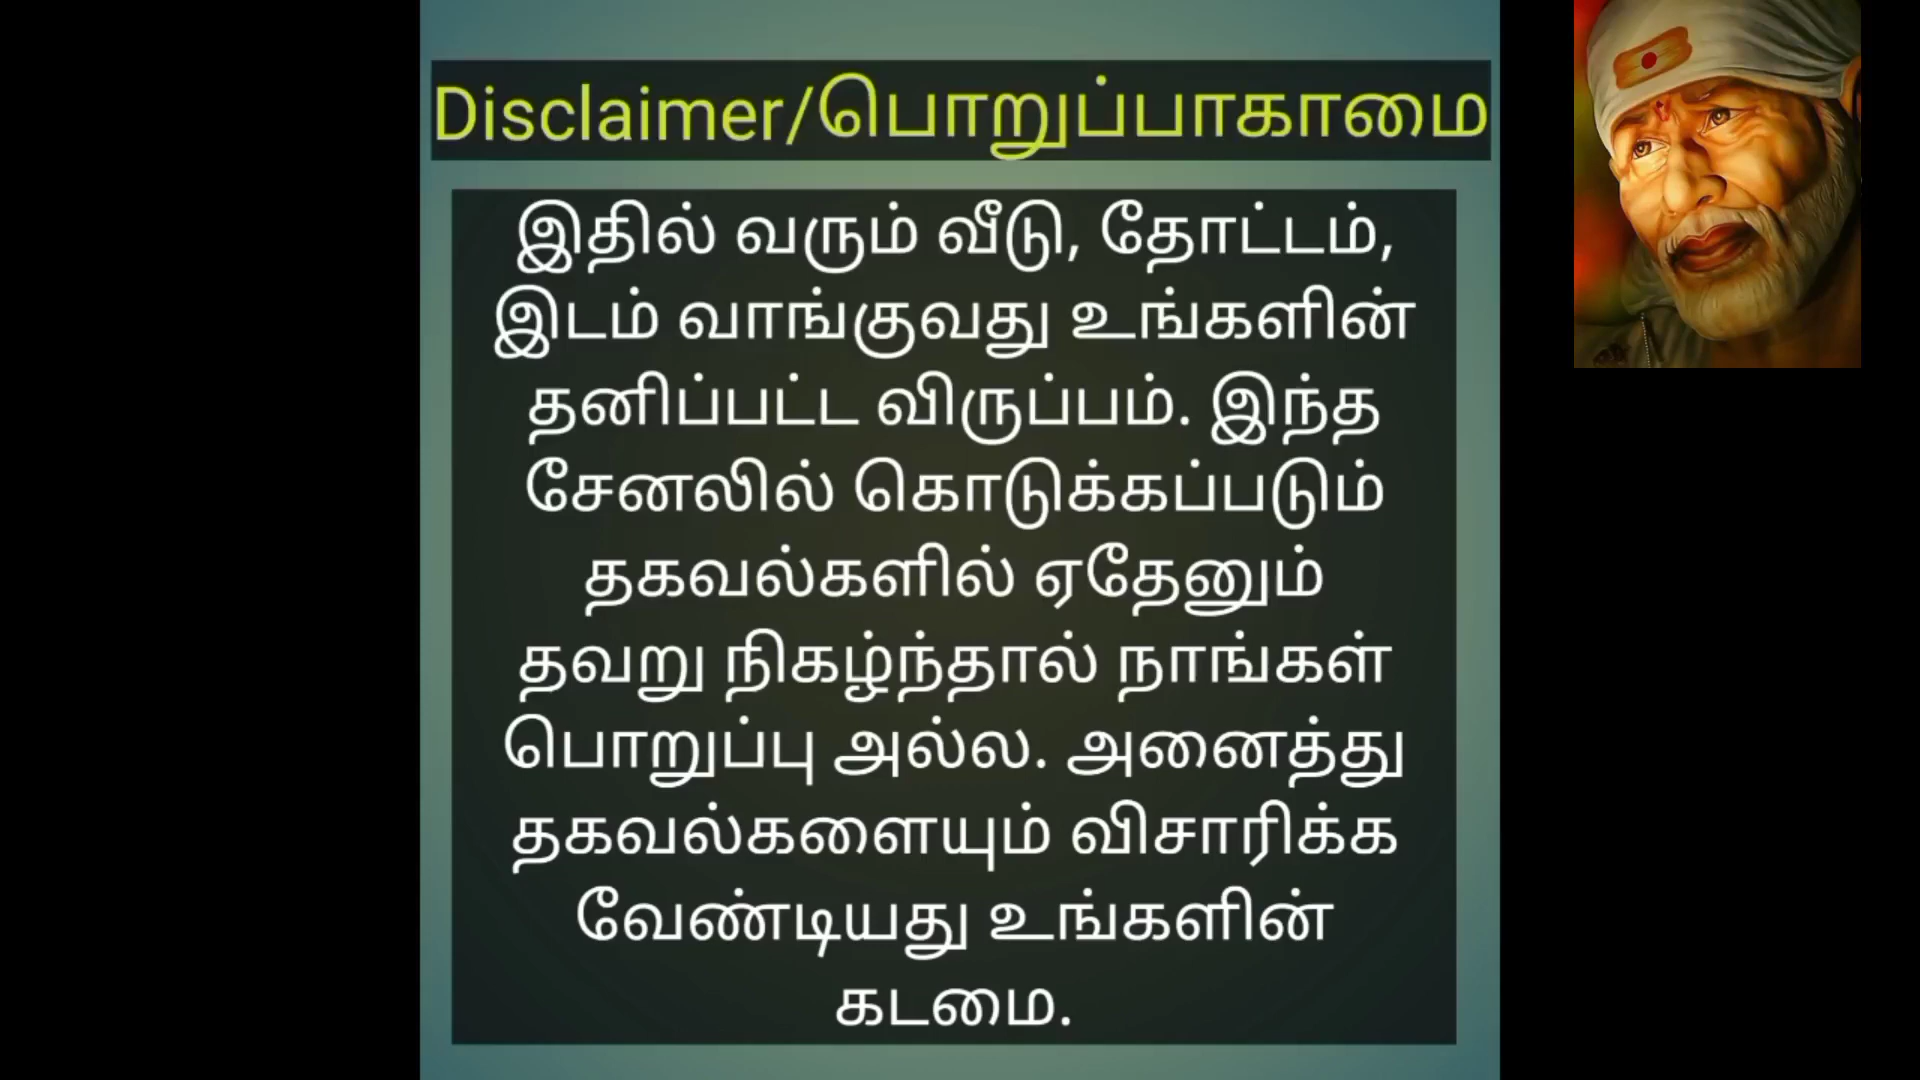 Disclaimer/பொறுப்பாகாமை
இதில் வரும் வீடு, தோட்டம்,
இடம் வாங்குவது உங்களின்
தனிப்பட்ட விருப்பம். இந்த
சேனலில் கொடுக்கப்படும்
தகவல்களில் ஏதேனும்
தவறு நிகழ்ந்தால் நாங்கள்
பொறுப்பு அல்ல. அனைத்து
தகவல்களையும் விசாரிக்க
வேண்டியது உங்களின்
கடமை.